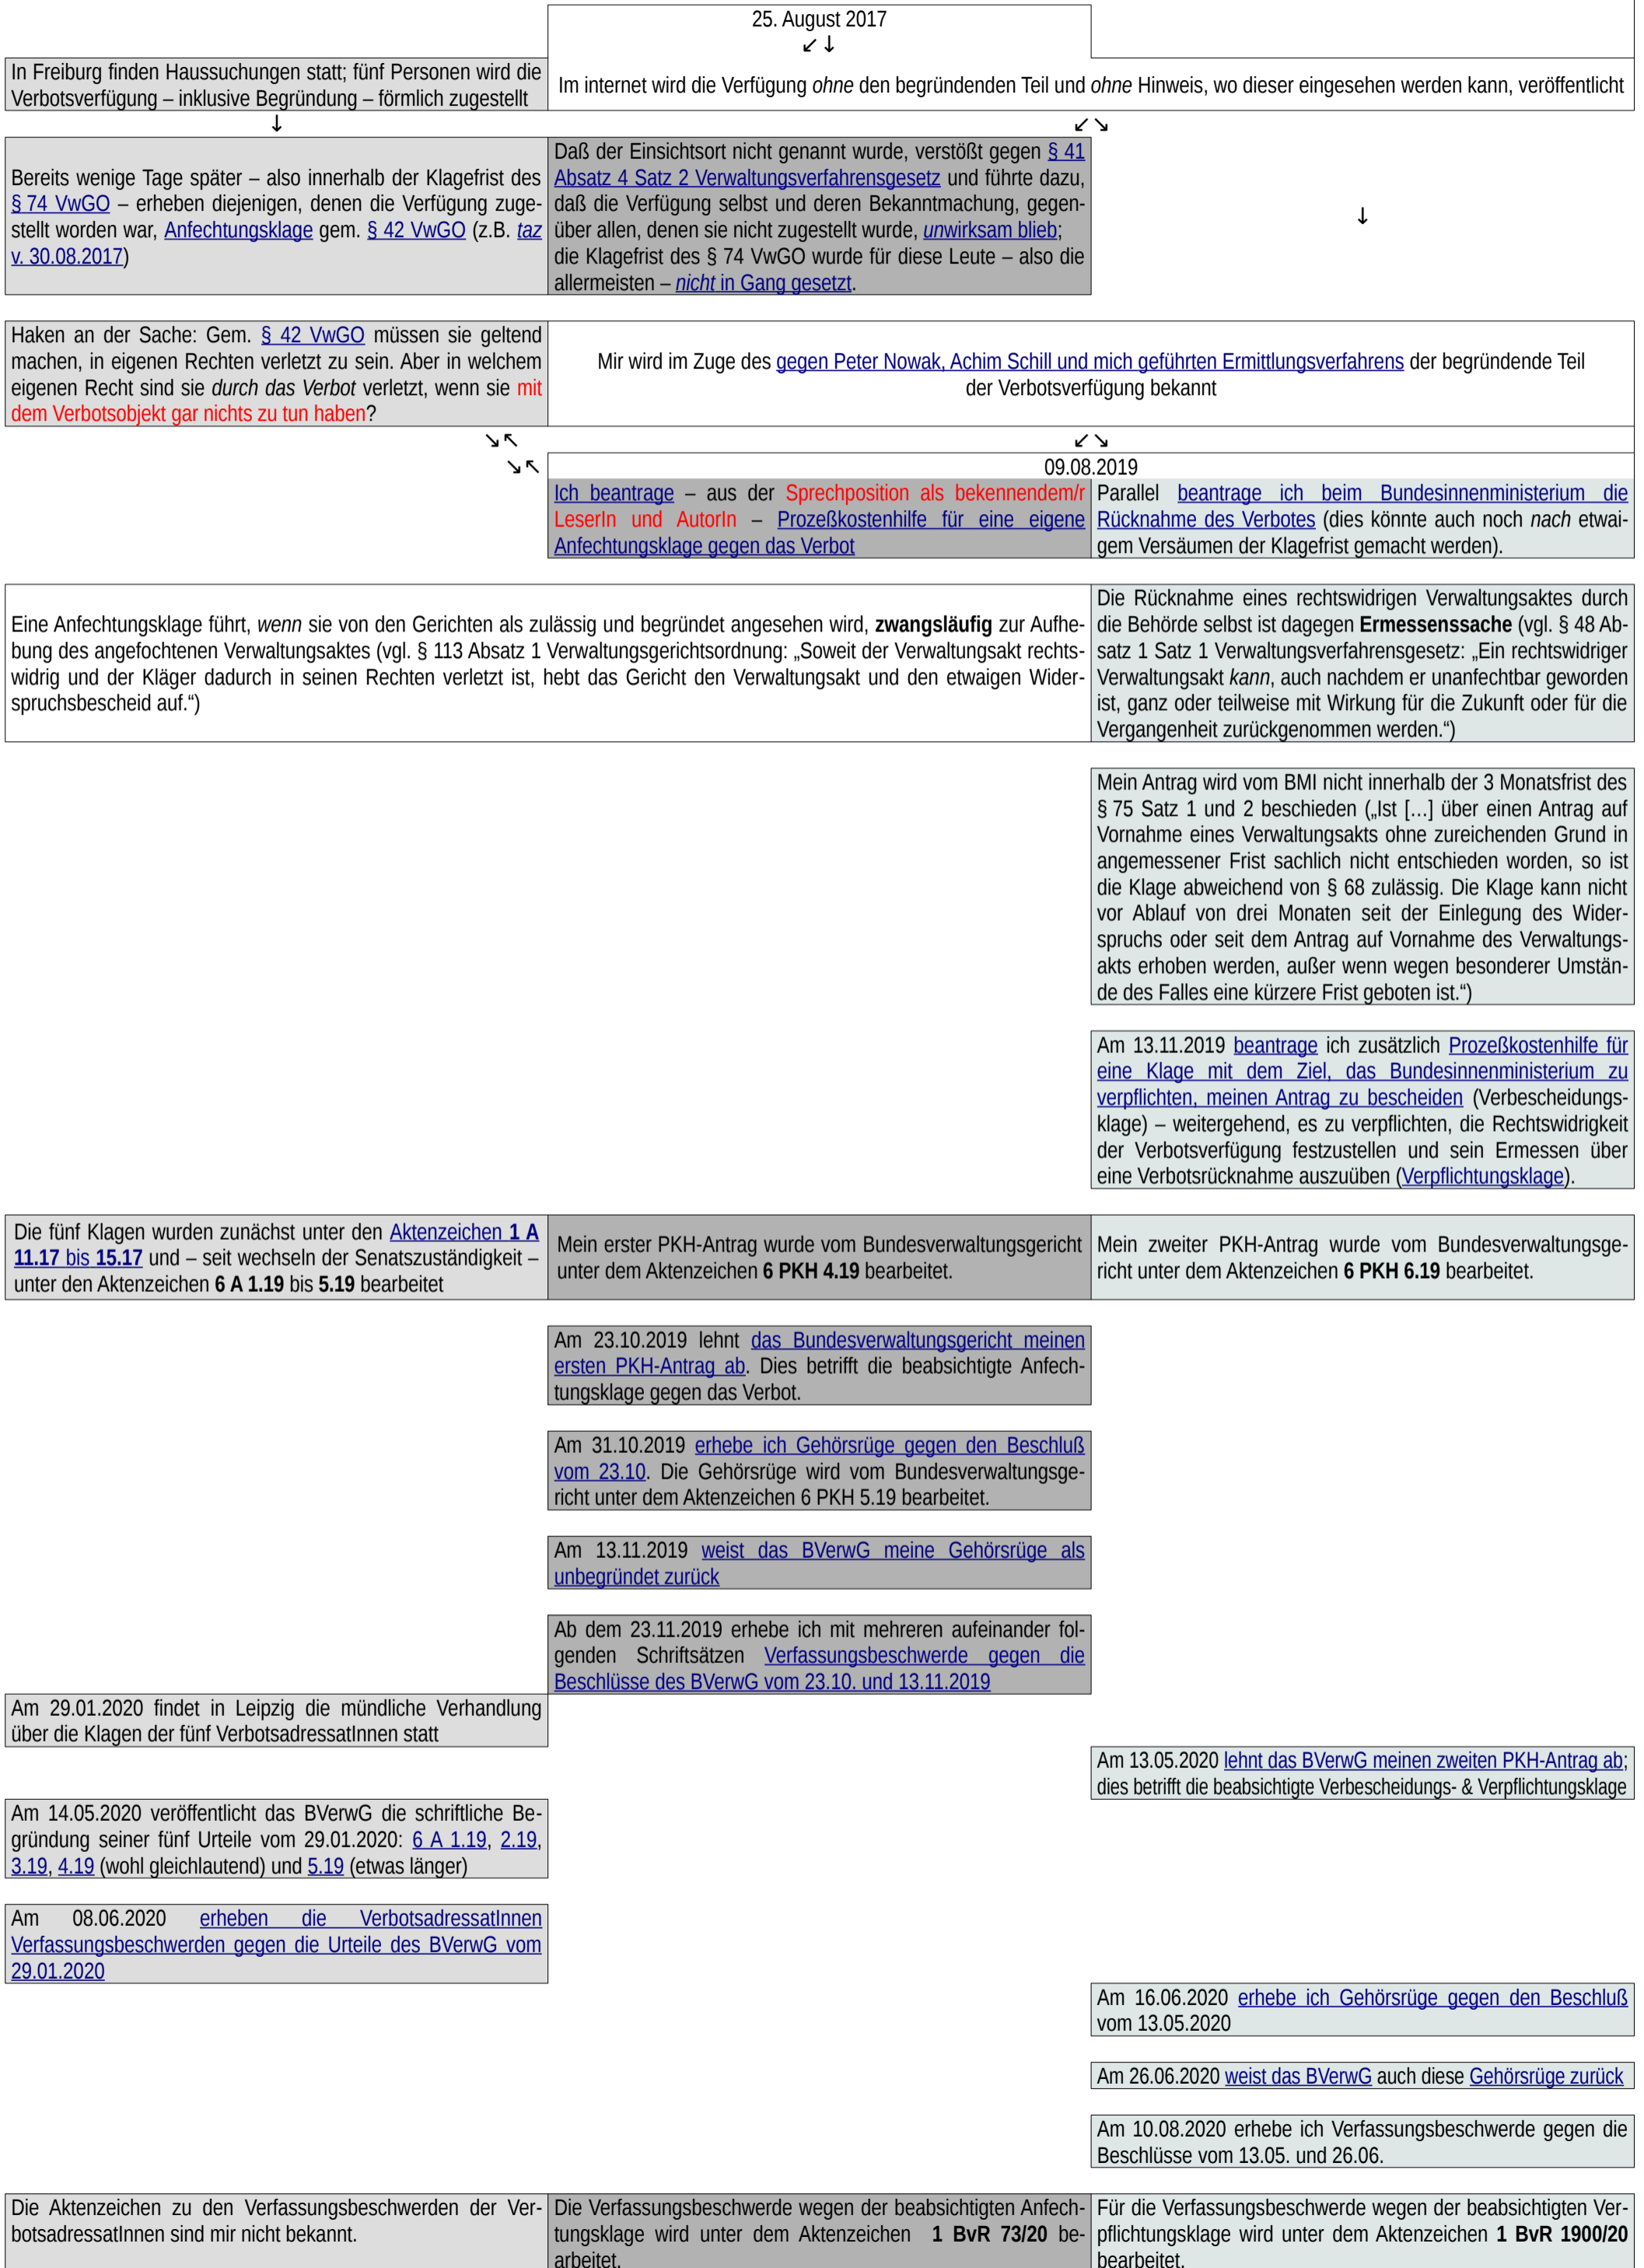 25. August 2017
↙↓
In Freiburg finden Haussuchungen statt; fünf Personen wird die
Verbotsverfügung – inklusive Begründung – förmlich zugestellt
Im internet wird die Verfügung ohne den begründenden Teil und ohne Hinweis, wo dieser eingesehen werden kann, veröffentlicht
↓
↙↘
Bereits wenige Tage später – also innerhalb der Klagefrist des
§ 74 VwGO – erheben diejenigen, denen die Verfügung zuge-
stellt worden war, Anfechtungsklage gem. § 42 VwGO (z.B. taz
v. 30.08.2017)
Daß der Einsichtsort nicht genannt wurde, verstößt gegen § 41
Absatz 4 Satz 2 Verwaltungsverfahrensgesetz und führte dazu,
daß die Verfügung selbst und deren Bekanntmachung, gegen-
über allen, denen sie nicht zugestellt wurde, unwirksam blieb;
die Klagefrist des § 74 VwGO wurde für diese Leute – also die
allermeisten – nicht in Gang gesetzt.
↓
Haken an der Sache: Gem. § 42 VwGO müssen sie geltend
machen, in eigenen Rechten verletzt zu sein. Aber in welchem
eigenen Recht sind sie durch das Verbot verletzt, wenn sie mit
dem Verbotsobjekt gar nichts zu tun haben?
Mir wird im Zuge des gegen Peter Nowak, Achim Schill und mich geführten Ermittlungsverfahrens der begründende Teil
der Verbotsverfügung bekannt
↘↖
↙↘
↘↖
09.08.2019
Ich beantrage – aus der Sprechposition als bekennendem/r
LeserIn und AutorIn – Prozeßkostenhilfe für eine eigene
Anfechtungsklage gegen das Verbot
Parallel beantrage ich beim Bundesinnenministerium die
Rücknahme des Verbotes (dies könnte auch noch nach etwai-
gem Versäumen der Klagefrist gemacht werden).
Eine Anfechtungsklage führt, wenn sie von den Gerichten als zulässig und begründet angesehen wird, zwangsläufig zur Aufhe-
bung des angefochtenen Verwaltungsaktes (vgl. § 113 Absatz 1 Verwaltungsgerichtsordnung: „Soweit der Verwaltungsakt rechts-
widrig und der Kläger dadurch in seinen Rechten verletzt ist, hebt das Gericht den Verwaltungsakt und den etwaigen Wider-
spruchsbescheid auf.“)
Die Rücknahme eines rechtswidrigen Verwaltungsaktes durch
die Behörde selbst ist dagegen Ermessenssache (vgl. § 48 Ab-
satz 1 Satz 1 Verwaltungsverfahrensgesetz: „Ein rechtswidriger
Verwaltungsakt kann, auch nachdem er unanfechtbar geworden
ist, ganz oder teilweise mit Wirkung für die Zukunft oder für die
Vergangenheit zurückgenommen werden.“)
Mein Antrag wird vom BMI nicht innerhalb der 3 Monatsfrist des
§ 75 Satz 1 und 2 beschieden („Ist […] über einen Antrag auf
Vornahme eines Verwaltungsakts ohne zureichenden Grund in
angemessener Frist sachlich nicht entschieden worden, so ist
die Klage abweichend von § 68 zulässig. Die Klage kann nicht
vor Ablauf von drei Monaten seit der Einlegung des Wider-
spruchs oder seit dem Antrag auf Vornahme des Verwaltungs-
akts erhoben werden, außer wenn wegen besonderer Umstän-
de des Falles eine kürzere Frist geboten ist.“)
Am 13.11.2019 beantrage ich zusätzlich Prozeßkostenhilfe für
eine Klage mit dem Ziel, das Bundesinnenministerium zu
verpflichten, meinen Antrag zu bescheiden (Verbescheidungs-
klage) – weitergehend, es zu verpflichten, die Rechtswidrigkeit
der Verbotsverfügung festzustellen und sein Ermessen über
eine Verbotsrücknahme auszuüben (Verpflichtungsklage).
Die fünf Klagen wurden zunächst unter den Aktenzeichen 1 A
11.17 bis 15.17 und – seit wechseln der Senatszuständigkeit –
unter den Aktenzeichen 6 A 1.19 bis 5.19 bearbeitet
Mein erster PKH-Antrag wurde vom Bundesverwaltungsgericht
unter dem Aktenzeichen 6 PKH 4.19 bearbeitet.
Mein zweiter PKH-Antrag wurde vom Bundesverwaltungsge-
richt unter dem Aktenzeichen 6 PKH 6.19 bearbeitet.
Am 23.10.2019 lehnt das Bundesverwaltungsgericht meinen
ersten PKH-Antrag ab. Dies betrifft die beabsichtigte Anfech-
tungsklage gegen das Verbot.
Am 31.10.2019 erhebe ich Gehörsrüge gegen den Beschluß
vom 23.10. Die Gehörsrüge wird vom Bundesverwaltungsge-
richt unter dem Aktenzeichen 6 PKH 5.19 bearbeitet.
Am 13.11.2019 weist das BVerwG meine Gehörsrüge als
unbegründet zurück
Ab dem 23.11.2019 erhebe ich mit mehreren aufeinander fol-
genden Schriftsätzen Verfassungsbeschwerde gegen die
Beschlüsse des BVerwG vom 23.10. und 13.11.2019
Am 29.01.2020 findet in Leipzig die mündliche Verhandlung
über die Klagen der fünf VerbotsadressatInnen statt
Am 13.05.2020 lehnt das BVerwG meinen zweiten PKH-Antrag ab;
dies betrifft die beabsichtigte Verbescheidungs- & Verpflichtungsklage
Am 14.05.2020 veröffentlicht das BVerwG die schriftliche Be-
gründung seiner fünf Urteile vom 29.01.2020: 6 A 1.19, 2.19,
3.19, 4.19 (wohl gleichlautend) und 5.19 (etwas länger)
Am 08.06.2020 erheben die VerbotsadressatInnen
Verfassungsbeschwerden gegen die Urteile des BVerwG vom
29.01.2020
Am 16.06.2020 erhebe ich Gehörsrüge gegen den Beschluß
vom 13.05.2020
Am 26.06.2020 weist das BVerwG auch diese Gehörsrüge zurück
Am 10.08.2020 erhebe ich Verfassungsbeschwerde gegen die
Beschlüsse vom 13.05. und 26.06.
Die Aktenzeichen zu den Verfassungsbeschwerden der Ver-
botsadressatInnen sind mir nicht bekannt.
Die Verfassungsbeschwerde wegen der beabsichtigten Anfech-
tungsklage wird unter dem Aktenzeichen 1 BvR 73/20 be-
arbeitet.
Für die Verfassungsbeschwerde wegen der beabsichtigten Ver-
pflichtungsklage wird unter dem Aktenzeichen 1 BvR 1900/20
bearbeitet.